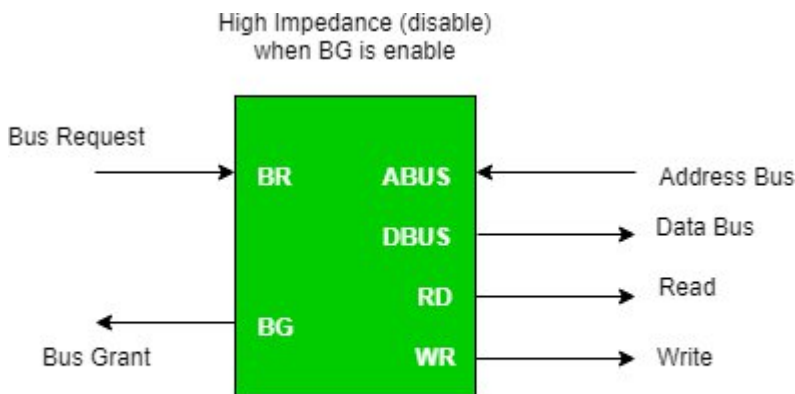 High Impedance (disable)
when BG is enable
Bus Request
BR
ABUS
Address Bus
DBUS
Data Bus
RD
Read
BG
Bus Grant
WR
Write